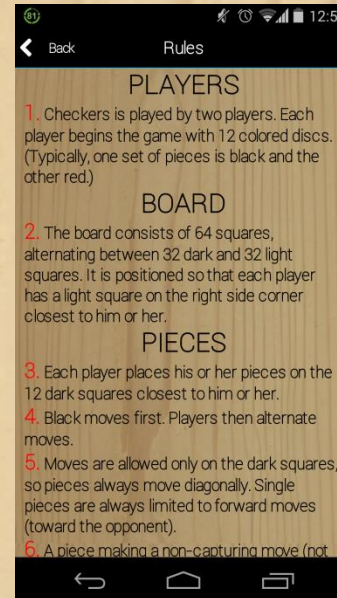 81 12:5
Back Rules
PLAYERS
1. Checkers is played by two players. Each
player begins the game with 12 colored discs.
(Typically, one set of pieces is black and the
other red.)
BOARD
2. The board consists of 64 squares,
alternating between 32 dark and 32 light
squares. It is positioned so that each player
has a light square on the right side corner
closest to him or her.
PIECES
3. Each player places his or her pieces on the
12 dark squares closest to him or her.
4. Black moves first. Players then alternate
moves.
5. Moves are allowed only on the dark squares,
so pieces always move diagonally. Single
pieces are always limited to forward moves
(toward the opponent).
6. A piece making a non-capturing move (not